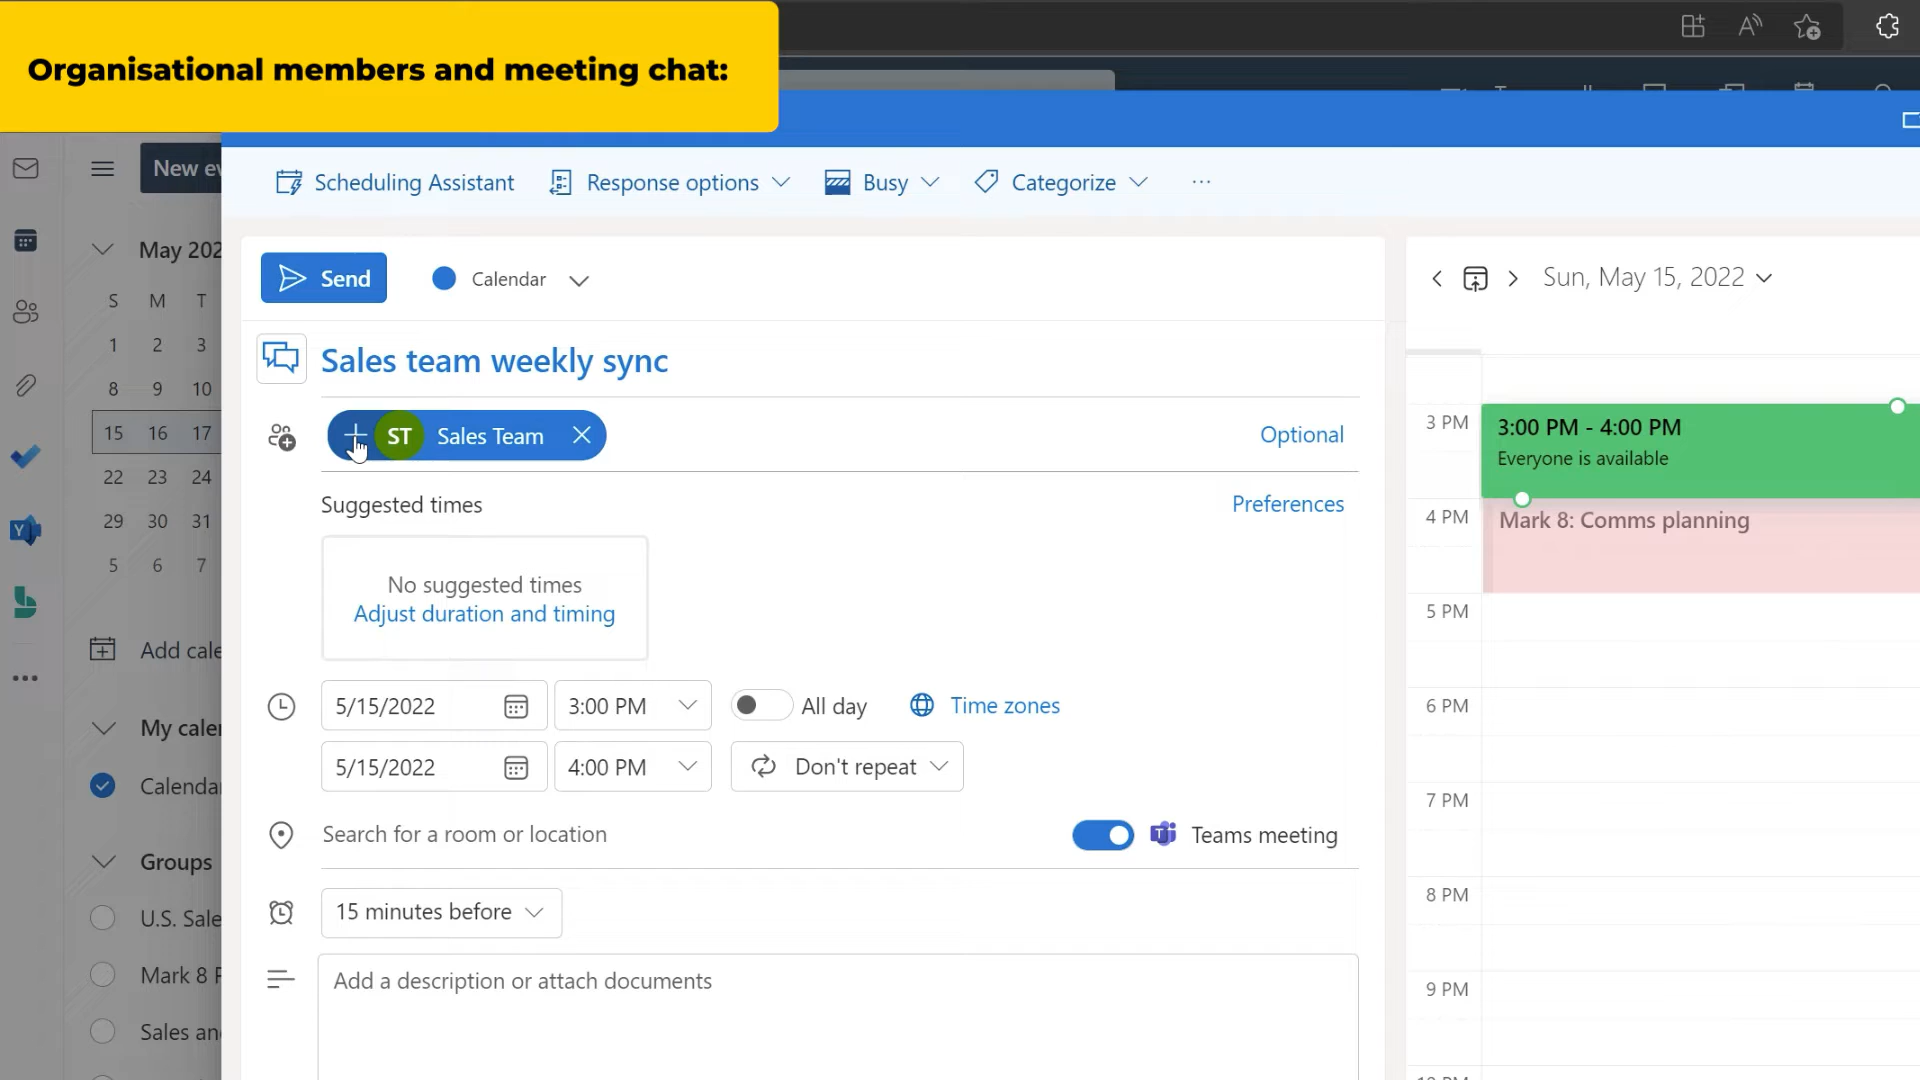 Organisational members and meeting chat:
New ev
Scheduling Assistant
Response options
Busy
Categorize
May 202
S M T
1 2 3
8 9 10
15 16 17
22 23 24
29 30 31
5 6 7
Add cale
My caler
Calenda
Groups
U.S. Sale
Mark 8 P
Sales an
Send
Calendar
Sales team weekly sync
ST Sales Team
Optional
Suggested times
Preferences
No suggested times
Adjust duration and timing
5/15/2022
3:00 PM
All day
Time zones
5/15/2022
4:00 PM
Don't repeat
Search for a room or location
Teams meeting
15 minutes before
Add a description or attach documents
Sun, May 15, 2022
3 PM
3:00 PM - 4:00 PM
Everyone is available
4 PM
Mark 8: Comms planning
5 PM
6 PM
7 PM
8 PM
9 PM